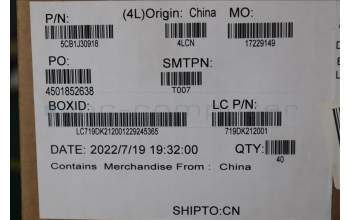 P/N:
(4L)Origin: China
MO:
5CB1J30918
4LCN
17229149
PO:
SMTPN:
4501852638
T007
BOXID:
LC P/N:
LC719DK212001229245365
719DK212001
DATE: 2022/7/19 19:32:00
QTY:
40
Contains Merchandise From : China
SHIPTO:CN